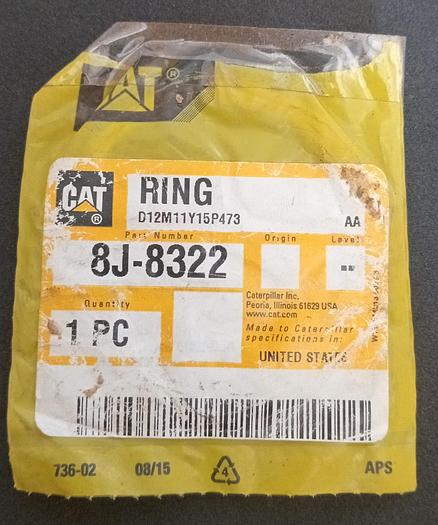 CAT®
CAT®
RING
D12M11Y15P473
AA
Part Number
Origin
Level
8J-8322
--
Quantity
1 PC
Caterpillar Inc.
Peoria, Illinois 61629 USA
www.cat.com
Made to Caterpillar
specifications in:
UNITED STATES
736-02
08/15
4
APS